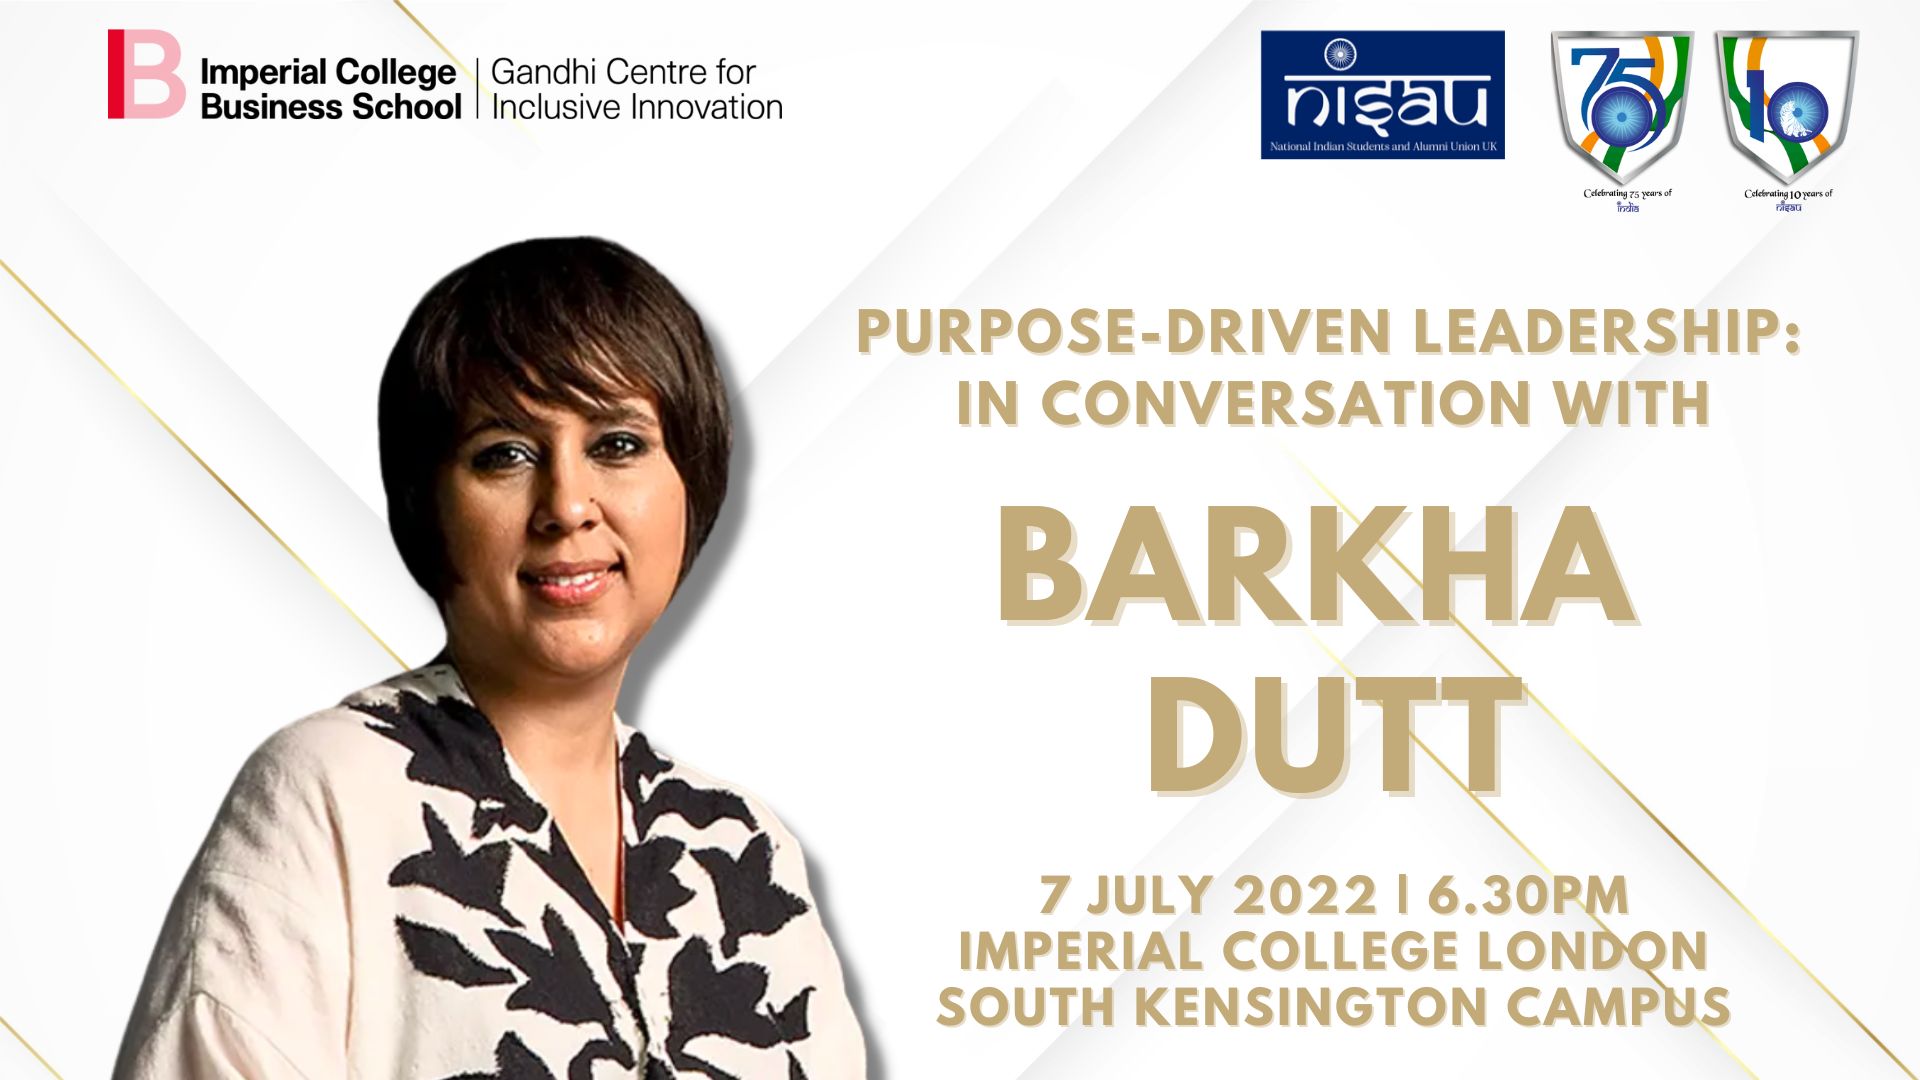 Imperial College
Business School
Gandhi Centre for
Inclusive Innovation
nisau
National Indian Students and Alumni Union UK
75
Celebrating 75 years of
india
10
Celebrating 10 years of
nisau
PURPOSE-DRIVEN LEADERSHIP:
IN CONVERSATION WITH
BARKHA
DUTT
7 JULY 2022 | 6.30PM
IMPERIAL COLLEGE LONDON
SOUTH KENSINGTON CAMPUS